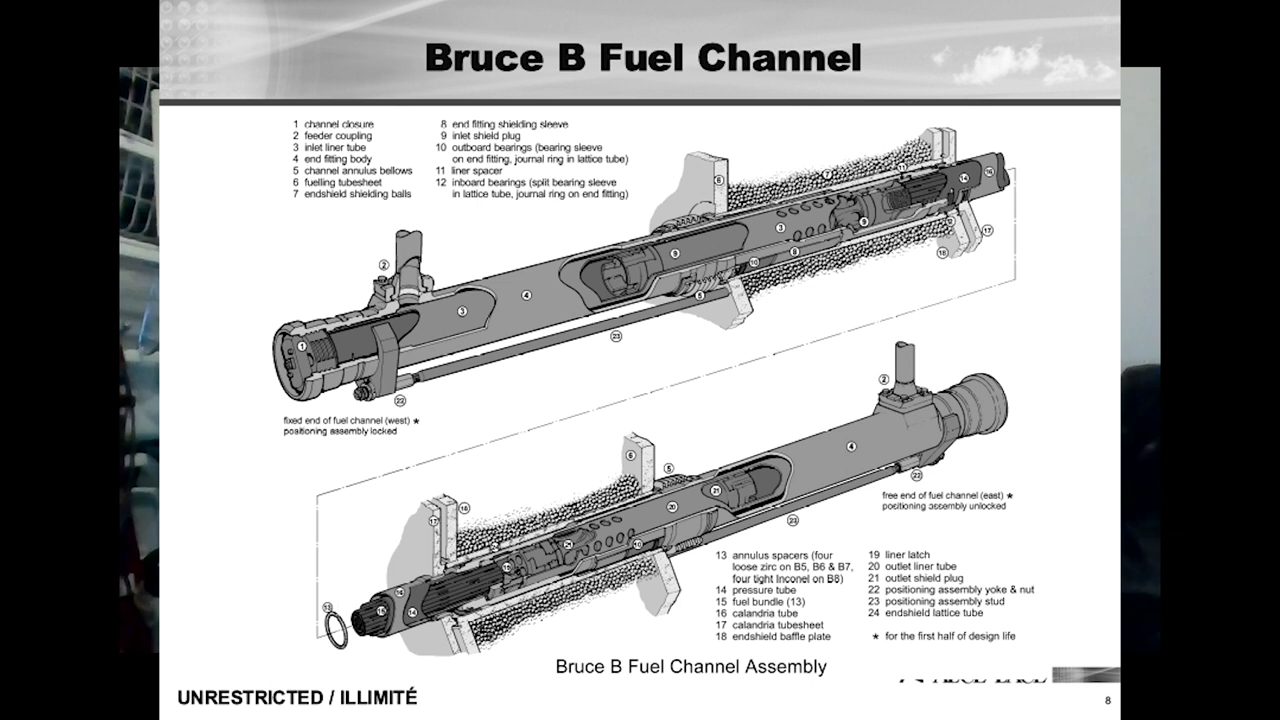 Bruce B Fuel Channel
1 channel closure
2 feeder coupling
3 inlet liner tube
4 end fitting body
5 channel annulus bellows
6 fuelling tubesheet
7 endshield shielding balls
8 end fitting shielding sleeve
9 inlet shield plug
10 outboard bearings (bearing sleeve
on end fitting, journal ring in lattice tube)
11 liner spacer
12 inboard bearings (split bearing sleeve
in lattice tube, journal ring on end fitting)
fixed end of fuel channel (west) *
positioning assembly locked
free end of fuel channel (east) *
positioning assembly unlocked
13 annulus spacers (four
loose zirc on B5, B6 & B7,
four tight Inconel on B8)
14 pressure tube
15 fuel bundle (13)
16 calandria tube
17 calandria tubesheet
18 endshield baffle plate
19 liner latch
20 outlet liner tube
21 outlet shield plug
22 positioning assembly yoke & nut
23 positioning assembly stud
24 endshield lattice tube
* for the first half of design life
Bruce B Fuel Channel Assembly
UNRESTRICTED / ILLIMITÉ
8